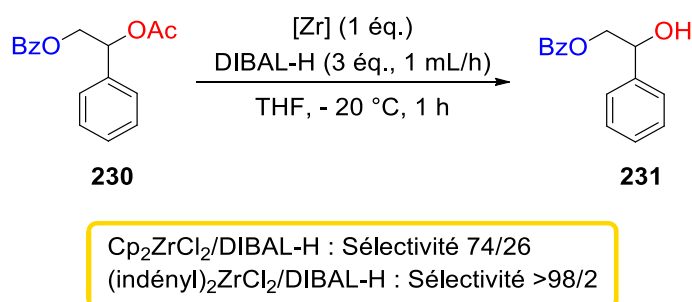 BzO
OAc
230
[Zr] (1 éq.)
DIBAL-H (3 éq., 1 mL/h)
THF, - 20 °C, 1 h
BzO
OH
231
Cp₂ZrCl₂/DIBAL-H : Sélectivité 74/26
(indényl)₂ZrCl₂/DIBAL-H : Sélectivité >98/2